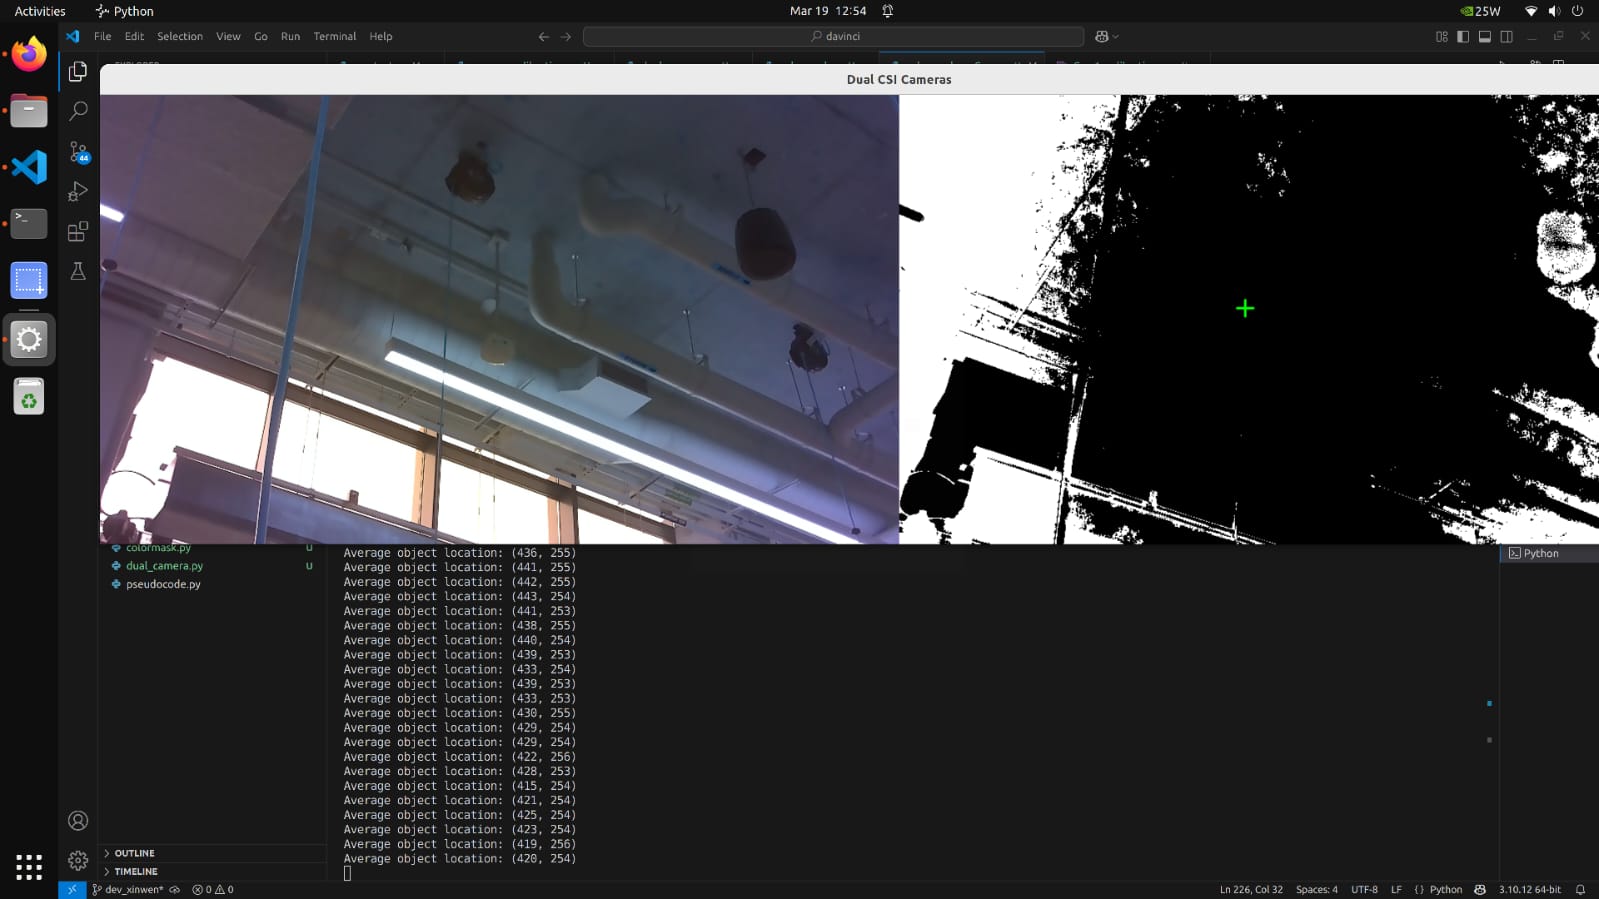 Activities
Python
Mar 19 12:54
25W
File Edit Selection View Go Run Terminal Help
davinci
Dual CSI Cameras
44
colormask.py U
dual_camera.py U
pseudocode.py
OUTLINE
TIMELINE
Average object location: (436, 255)
Average object location: (441, 255)
Average object location: (442, 255)
Average object location: (443, 254)
Average object location: (441, 253)
Average object location: (438, 255)
Average object location: (440, 254)
Average object location: (439, 253)
Average object location: (433, 254)
Average object location: (439, 253)
Average object location: (433, 253)
Average object location: (430, 255)
Average object location: (429, 254)
Average object location: (429, 254)
Average object location: (422, 256)
Average object location: (428, 253)
Average object location: (415, 254)
Average object location: (421, 254)
Average object location: (425, 254)
Average object location: (423, 254)
Average object location: (419, 256)
Average object location: (420, 254)
Python
dev_xinwen* 0 0
Ln 226, Col 32 Spaces: 4 UTF-8 LF {} Python 3.10.12 64-bit